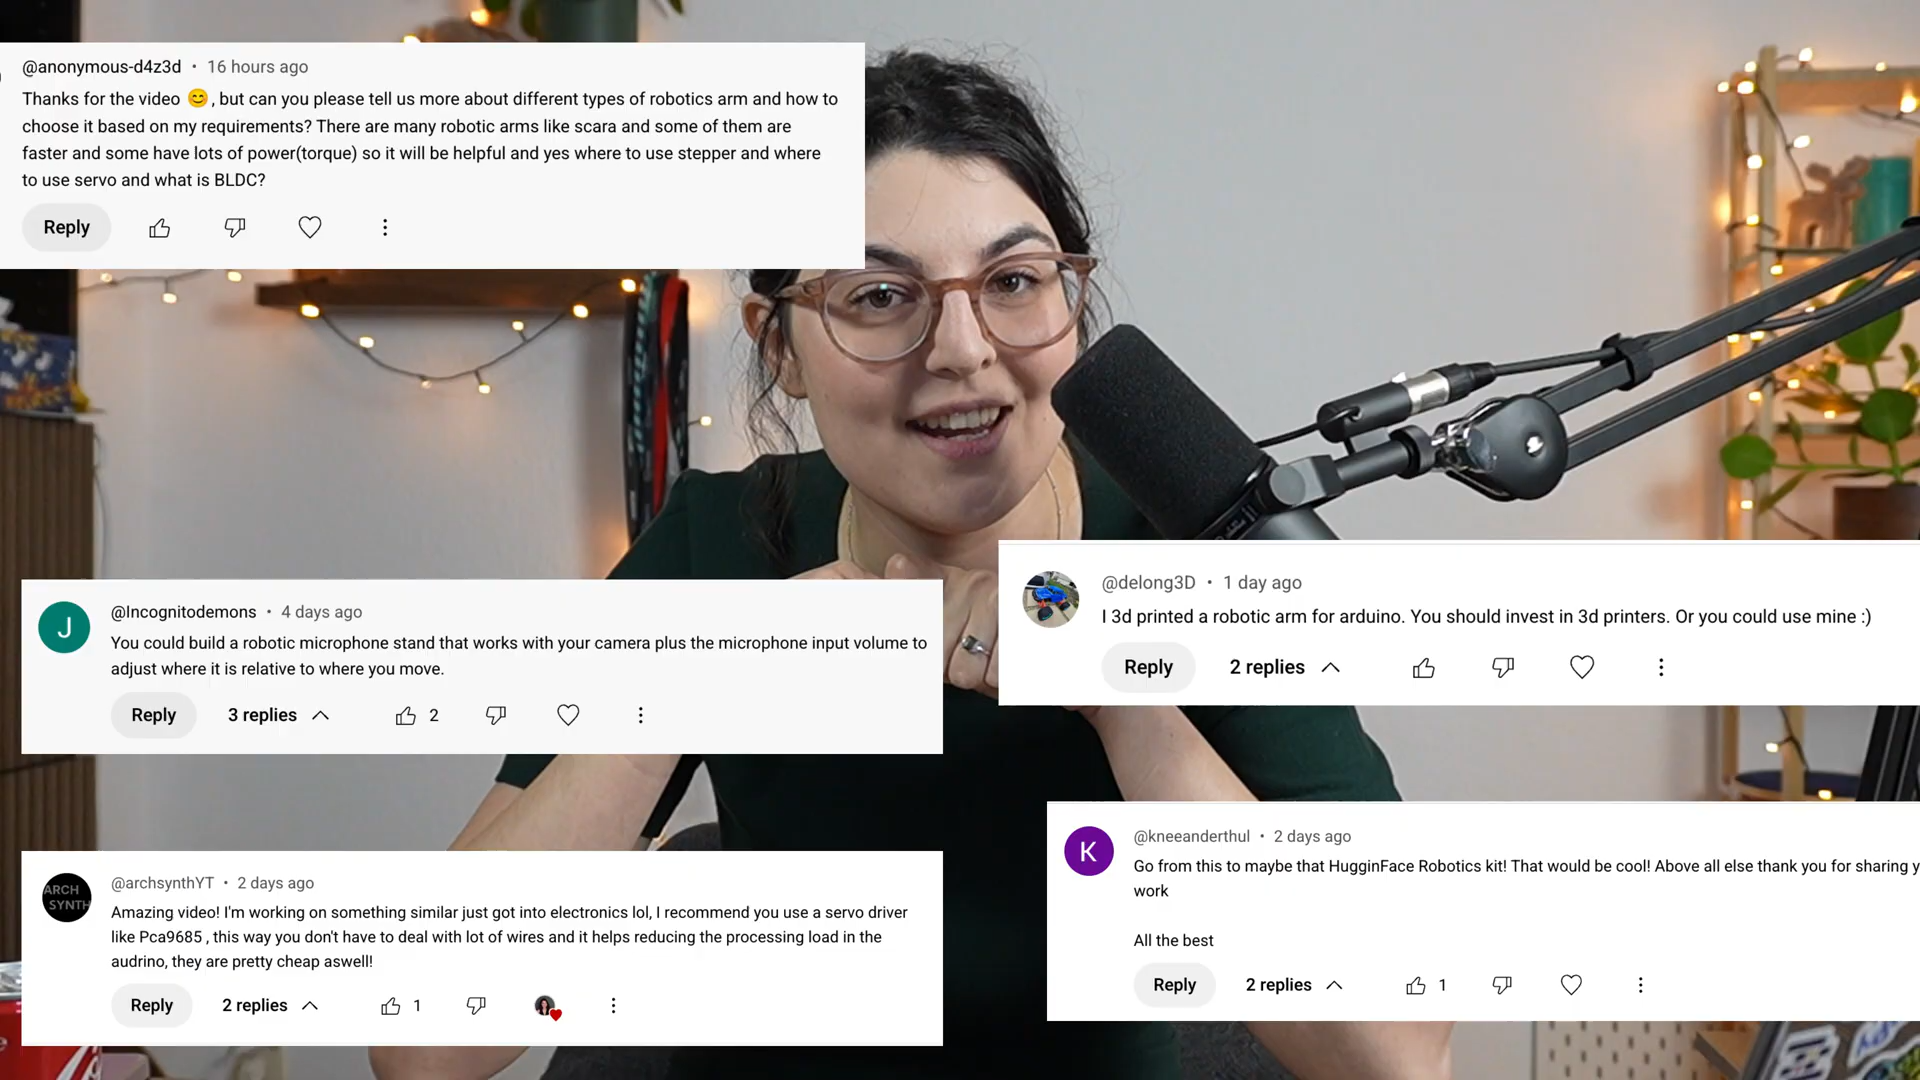 @anonymous-d4z3d • 16 hours ago
Thanks for the video 😊, but can you please tell us more about different types of robotics arm and how to
choose it based on my requirements? There are many robotic arms like scara and some of them are
faster and some have lots of power(torque) so it will be helpful and yes where to use stepper and where
to use servo and what is BLDC?
Reply
J
@Incognitodemons • 4 days ago
You could build a robotic microphone stand that works with your camera plus the microphone input volume to
adjust where it is relative to where you move.
Reply 3 replies 2
@delong3D • 1 day ago
I 3d printed a robotic arm for arduino. You should invest in 3d printers. Or you could use mine :)
Reply 2 replies
ARCH
SYNTH
@archsynthYT • 2 days ago
Amazing video! I'm working on something similar just got into electronics lol, I recommend you use a servo driver
like Pca9685 , this way you don't have to deal with lot of wires and it helps reducing the processing load in the
audrino, they are pretty cheap aswell!
Reply 2 replies 1
K
@kneeanderthul • 2 days ago
Go from this to maybe that HugginFace Robotics kit! That would be cool! Above all else thank you for sharing y
work
All the best
Reply 2 replies 1